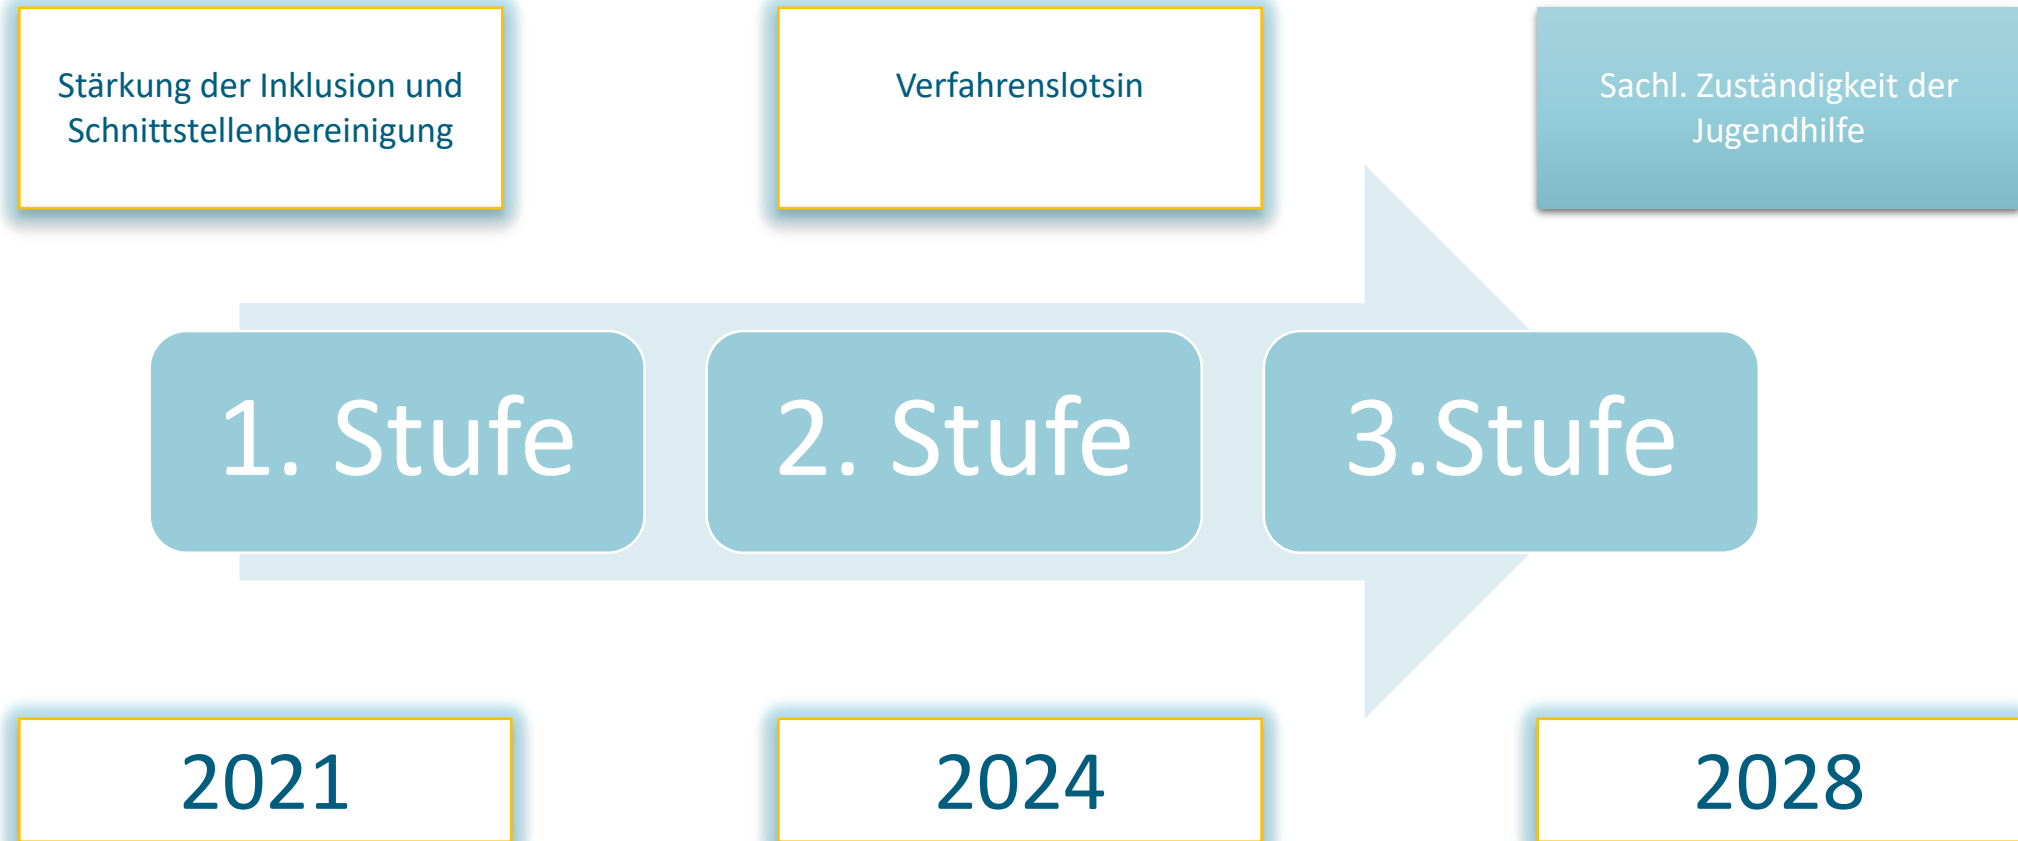 Stärkung der Inklusion und
Schnittstellenbereinigung
Verfahrenslotsin
Sachl. Zuständigkeit der
Jugendhilfe
1. Stufe
2. Stufe
3.Stufe
2021
2024
2028